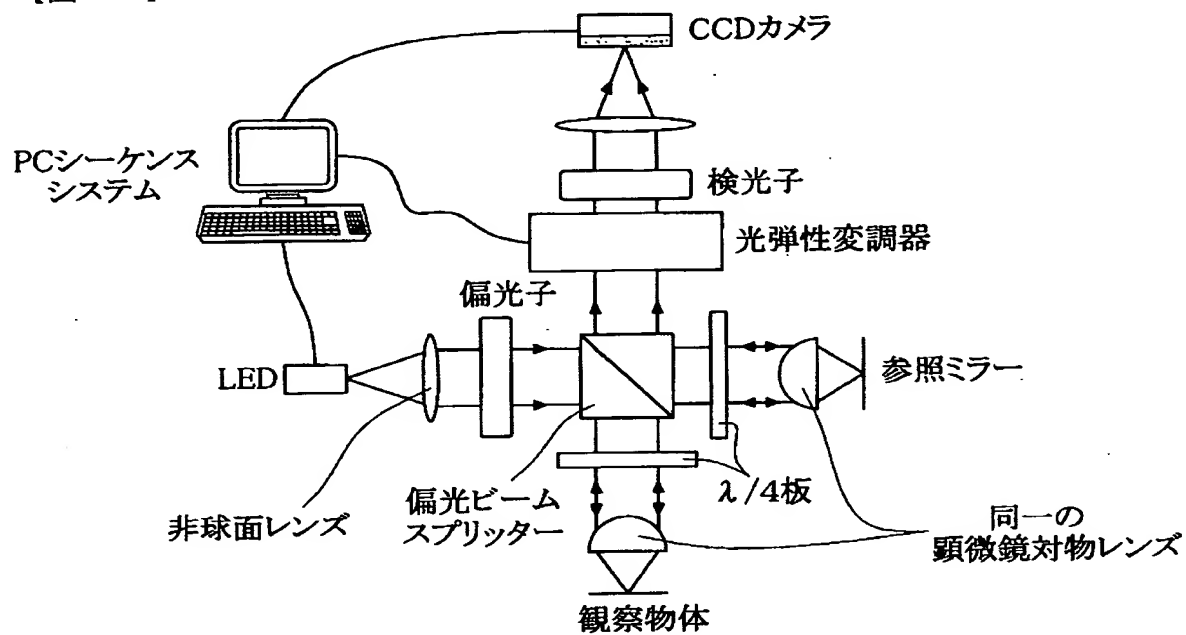 CCDカメラ
PCシーケンス
システム
検光子
光弾性変調器
偏光子
LED
参照ミラー
λ/4板
偏光ビーム
スプリッター
非球面レンズ
同一の
顕微鏡対物レンズ
観察物体